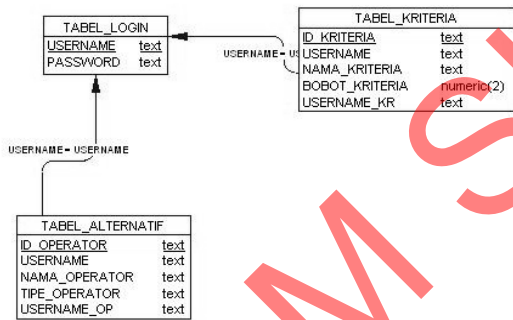 TABEL_LOGIN
USERNAME text
PASSWORD text
TABEL_KRITERIA
ID_KRITERIA text
USERNAME text
NAMA_KRITERIA text
BOBOT_KRITERIA numeric(2)
USERNAME_KR text
USERNAME= US
USERNAME= USERNAME
TABEL_ALTERNATIF
ID_OPERATOR text
USERNAME text
NAMA_OPERATOR text
TIPE_OPERATOR text
USERNAME_OP text
M S